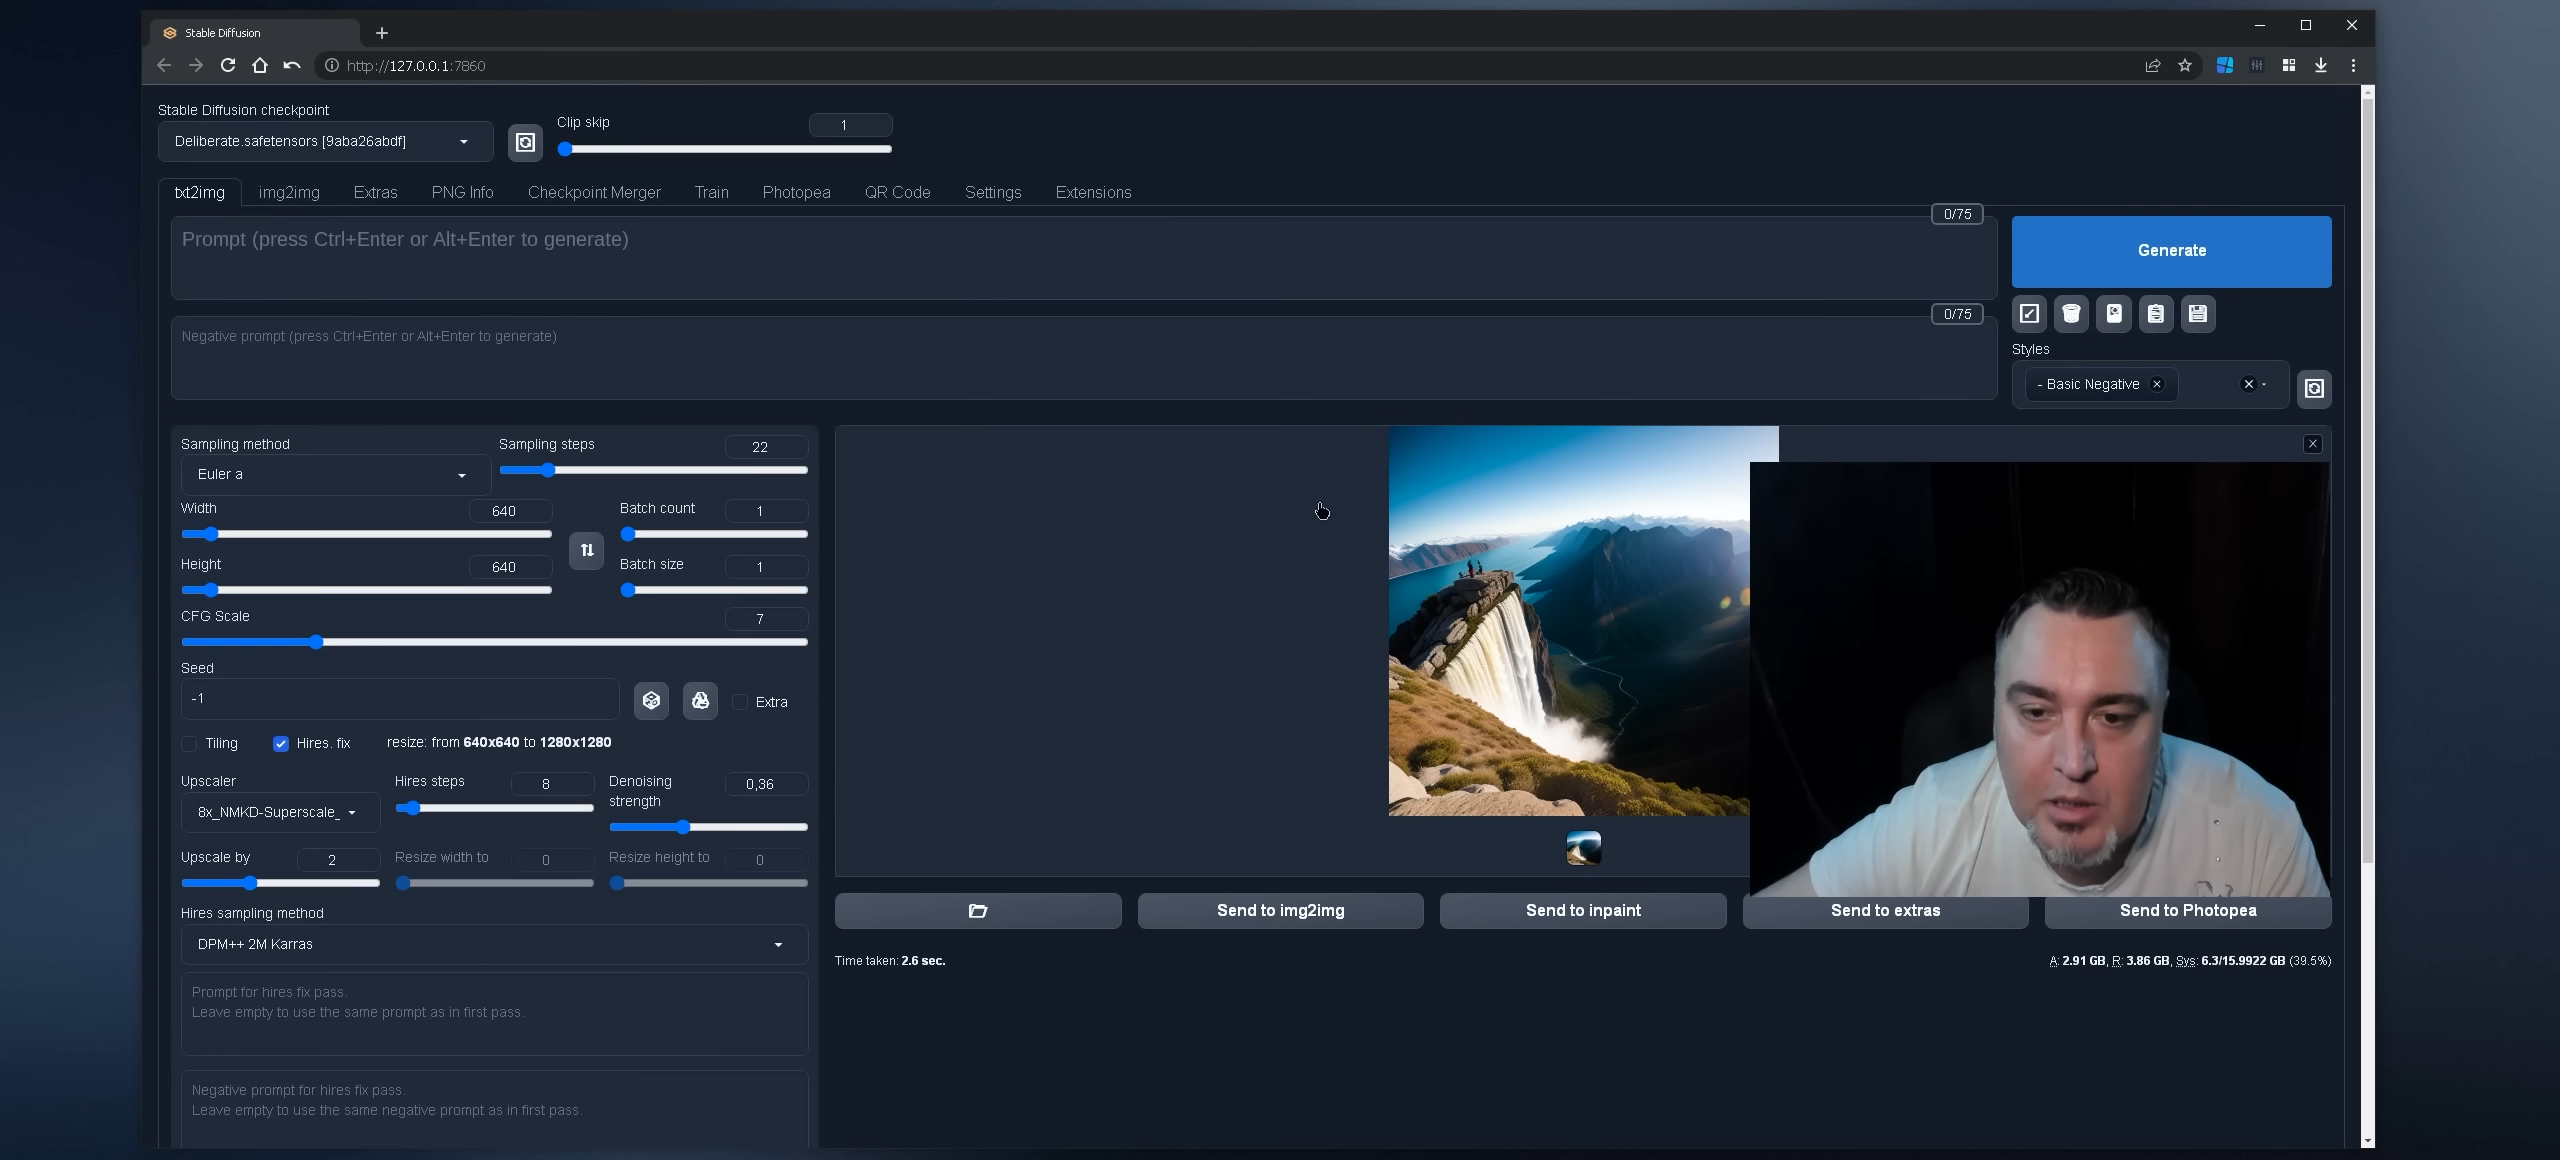 Stable Diffusion
http://127.0.0.1:7860
Stable Diffusion checkpoint
Deliberate.safetensors [9aba26abdf]
Clip skip
1
txt2img img2img Extras PNG Info Checkpoint Merger Train Photopea QR Code Settings Extensions
0/75
Prompt (press Ctrl+Enter or Alt+Enter to generate)
Generate
0/75
Negative prompt (press Ctrl+Enter or Alt+Enter to generate)
Styles
- Basic Negative
Sampling method
Euler a
Sampling steps
22
Width
640
Batch count
1
Height
640
Batch size
1
CFG Scale
7
Seed
-1
Extra
Tiling
Hires. fix
resize: from 640x640 to 1280x1280
Upscaler
8x_NMKD-Superscale_
Hires steps
8
Denoising
strength
0,36
Upscale by
2
Resize width to
0
Resize height to
0
Hires sampling method
DPM++ 2M Karras
Prompt for hires fix pass.
Leave empty to use the same prompt as in first pass.
Negative prompt for hires fix pass.
Leave empty to use the same negative prompt as in first pass.
Send to img2img
Send to inpaint
Send to extras
Send to Photopea
Time taken: 2.6 sec.
A: 2.91 GB, R: 3.86 GB, Sys: 6.3/15.9922 GB (39.5%)